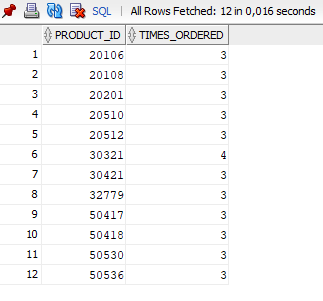 SQL | All Rows Fetched: 12 in 0,016 seconds
PRODUCT_ID TIMES_ORDERED
1 20106 3
2 20108 3
3 20201 3
4 20510 3
5 20512 3
6 30321 4
7 30421 3
8 32779 3
9 50417 3
10 50418 3
11 50530 3
12 50536 3